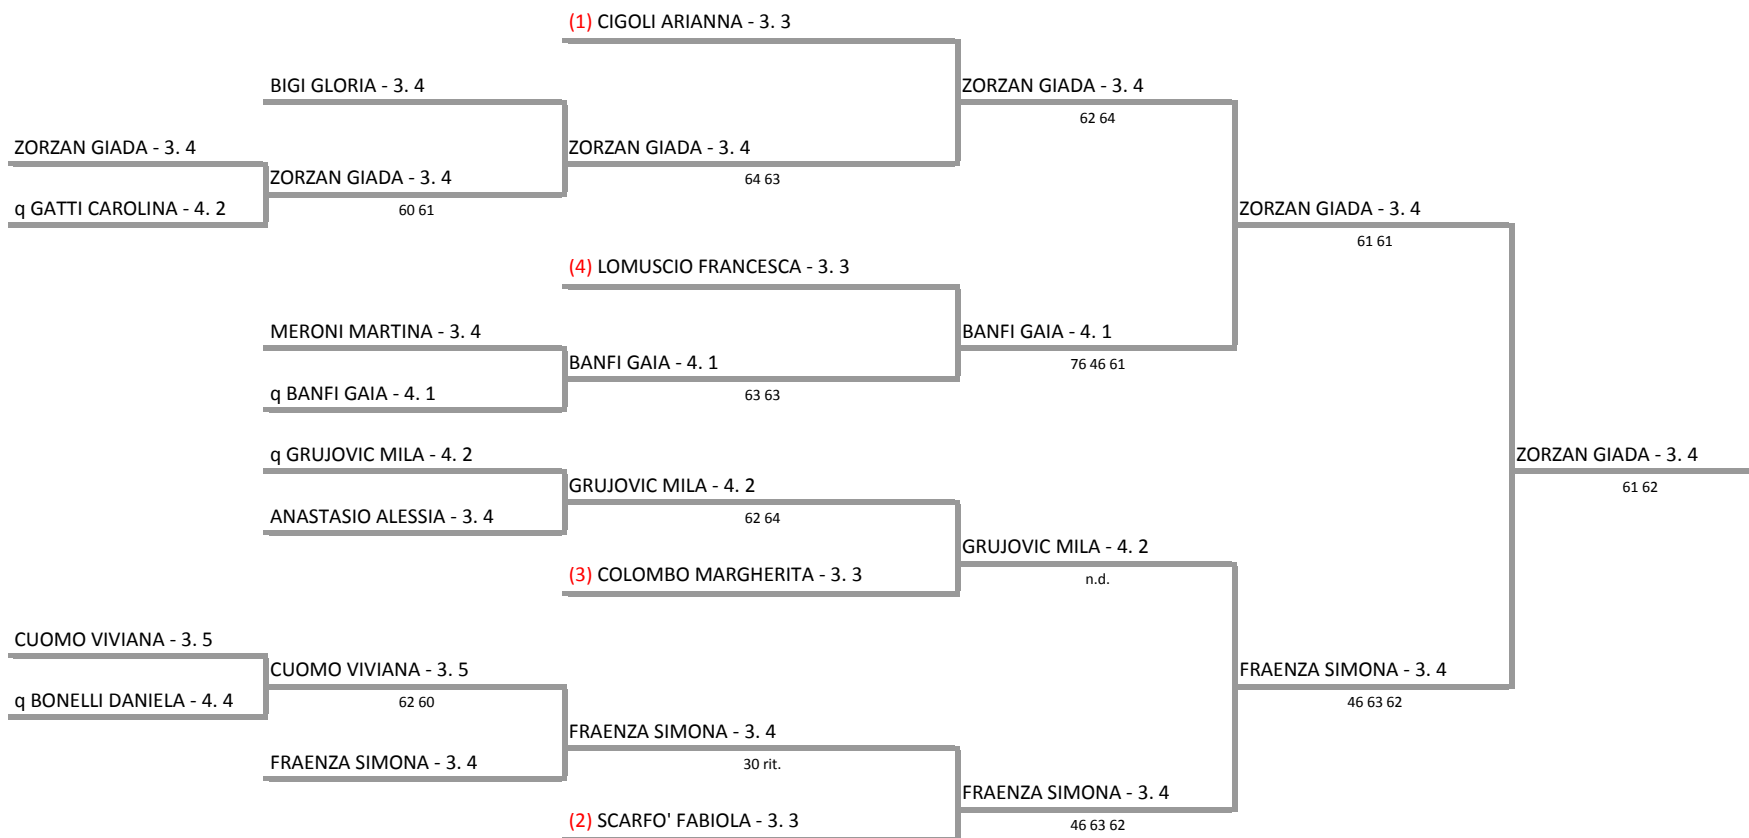 (1) CIGOLI ARIANNA - 3. 3
BIGI GLORIA - 3. 4
ZORZAN GIADA - 3. 4
62 64
ZORZAN GIADA - 3. 4
ZORZAN GIADA - 3. 4
64 63
ZORZAN GIADA - 3. 4
60 61
q GATTI CAROLINA - 4. 2
ZORZAN GIADA - 3. 4
61 61
(4) LOMUSCIO FRANCESCA - 3. 3
MERONI MARTINA - 3. 4
BANFI GAIA - 4. 1
76 46 61
BANFI GAIA - 4. 1
63 63
q BANFI GAIA - 4. 1
q GRUJOVIC MILA - 4. 2
ZORZAN GIADA - 3. 4
61 62
GRUJOVIC MILA - 4. 2
62 64
ANASTASIO ALESSIA - 3. 4
GRUJOVIC MILA - 4. 2
n.d.
(3) COLOMBO MARGHERITA - 3. 3
CUOMO VIVIANA - 3. 5
CUOMO VIVIANA - 3. 5
62 60
FRAENZA SIMONA - 3. 4
46 63 62
q BONELLI DANIELA - 4. 4
FRAENZA SIMONA - 3. 4
30 rit.
FRAENZA SIMONA - 3. 4
FRAENZA SIMONA - 3. 4
46 63 62
(2) SCARFO' FABIOLA - 3. 3